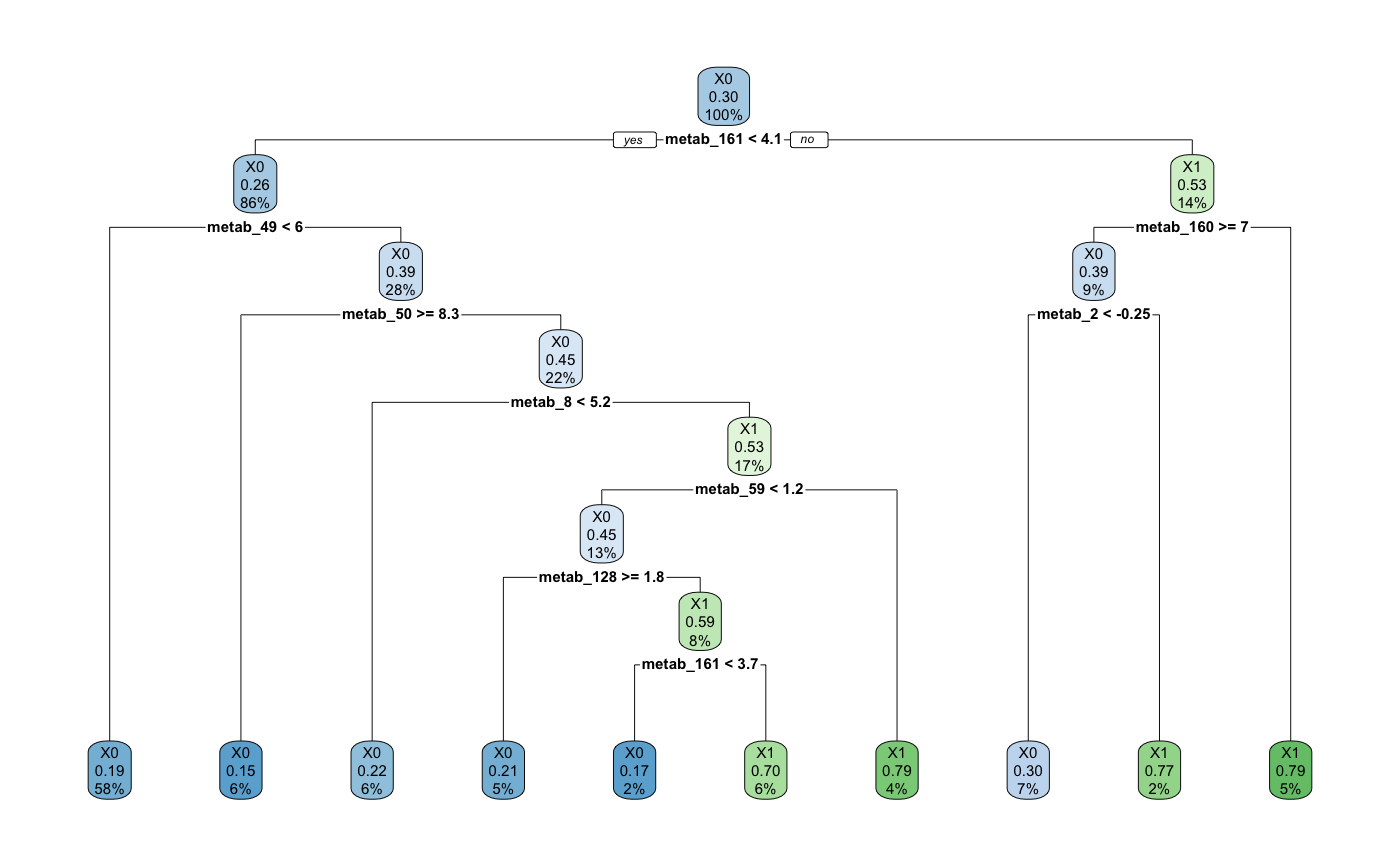 X0
0.30
100%
yes metab_161 < 4.1 no
X0
0.26
86%
X1
0.53
14%
metab_49 < 6
metab_160 >= 7
X0
0.39
28%
X0
0.39
9%
metab_50 >= 8.3
metab_2 < -0.25
X0
0.45
22%
metab_8 < 5.2
X1
0.53
17%
metab_59 < 1.2
X0
0.45
13%
metab_128 >= 1.8
X1
0.59
8%
metab_161 < 3.7
X0
0.19
58%
X0
0.15
6%
X0
0.22
6%
X0
0.21
5%
X0
0.17
2%
X1
0.70
6%
X1
0.79
4%
X0
0.30
7%
X1
0.77
2%
X1
0.79
5%